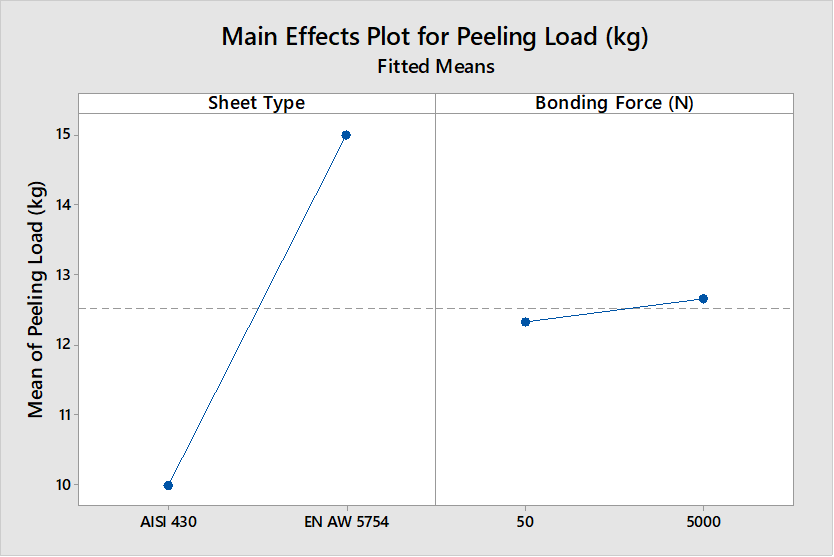 Main Effects Plot for Peeling Load (kg)
Fitted Means
Sheet Type
Bonding Force (N)
Mean of Peeling Load (kg)
15
14
13
12
11
10
AISI 430
EN AW 5754
50
5000